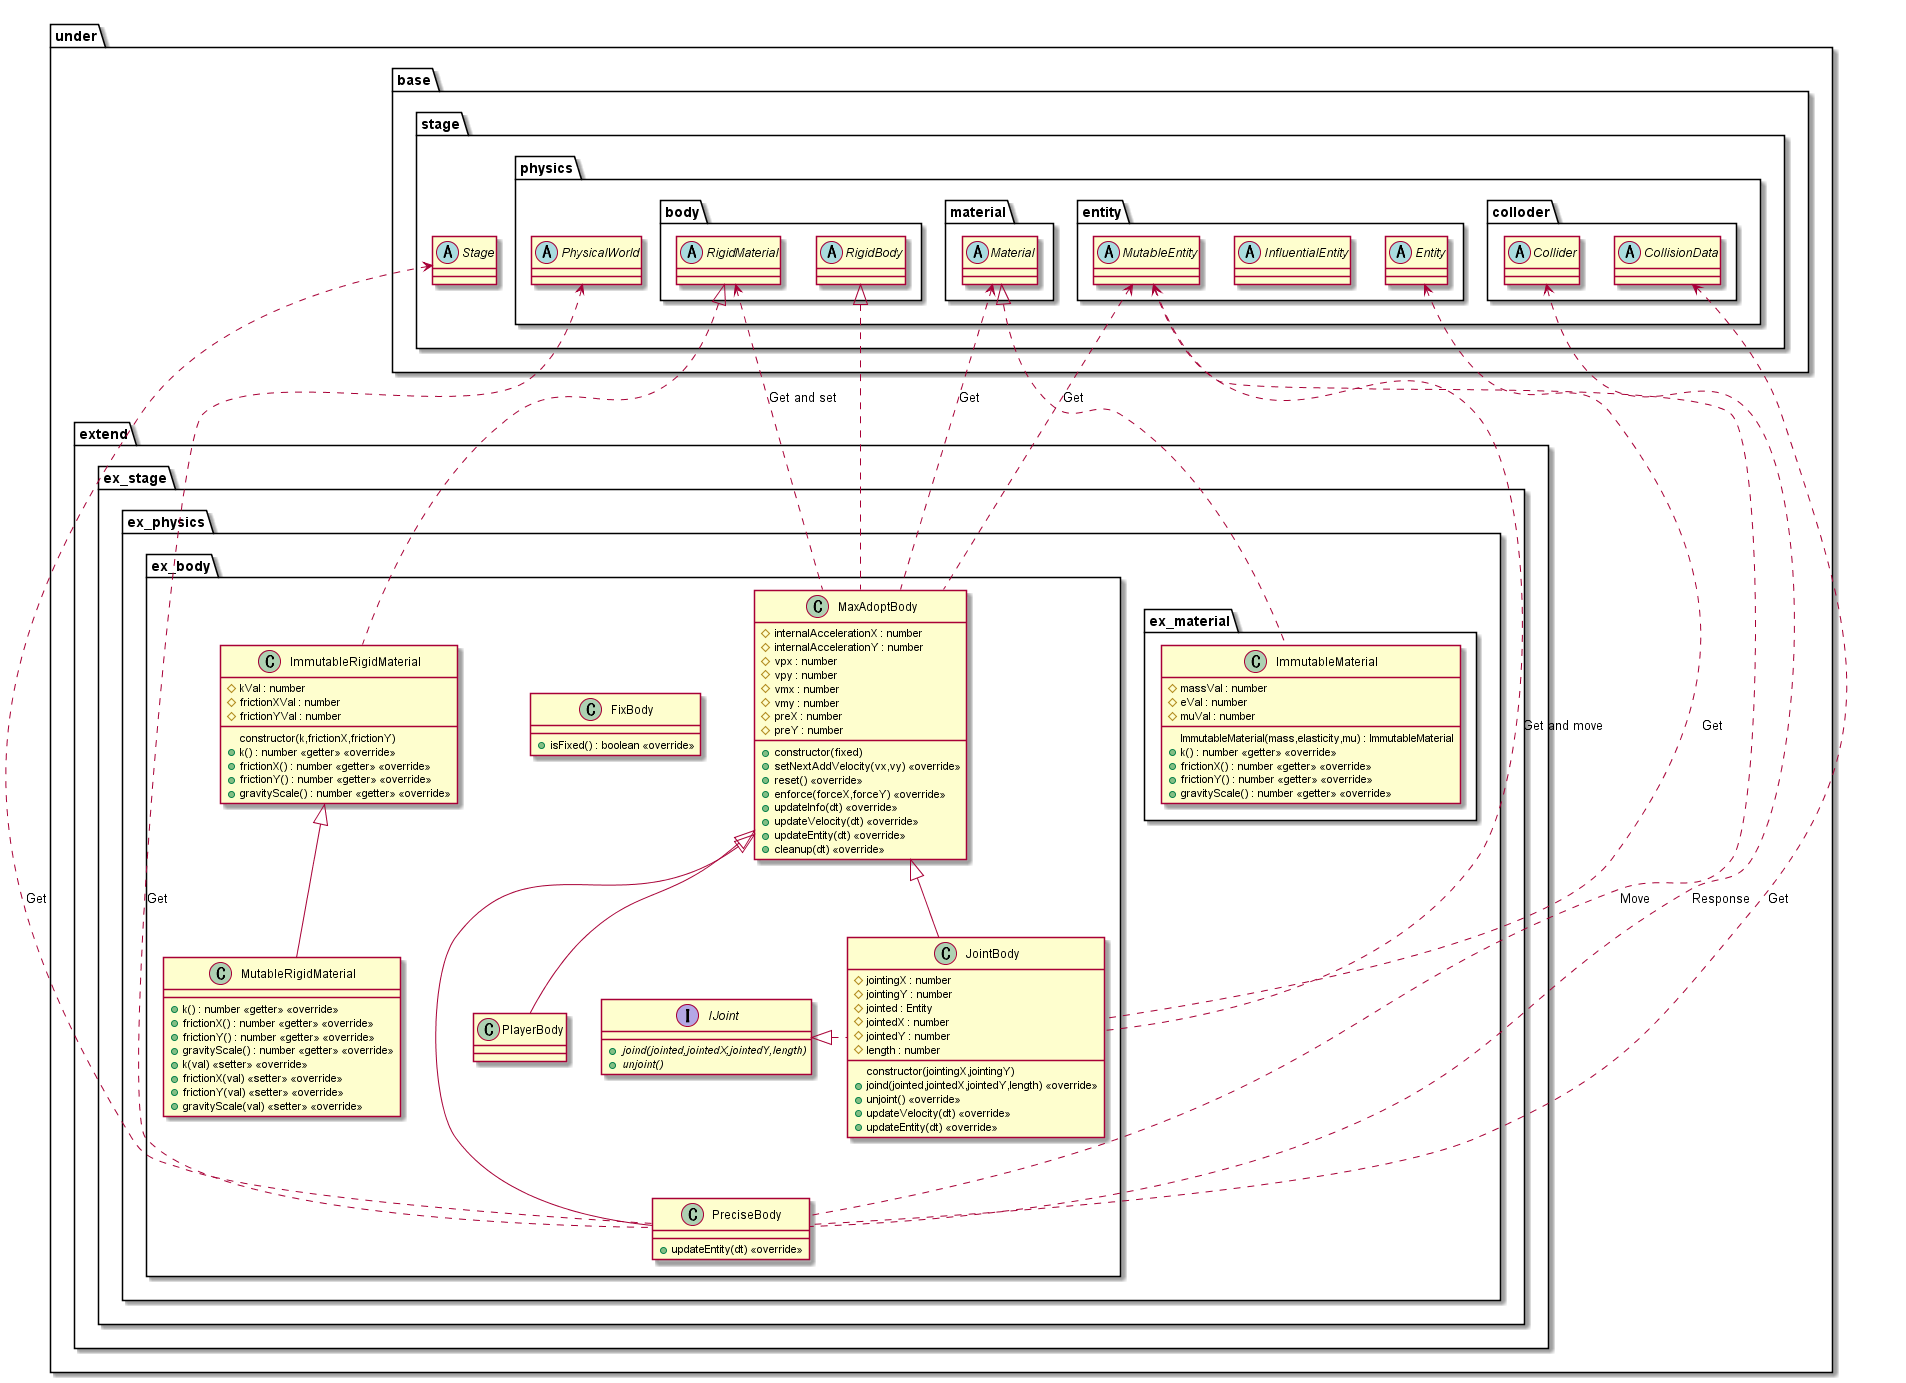 under
base
stage
physics
body
material
entity
colloder
Stage
PhysicalWorld
RigidMaterial
RigidBody
Material
MutableEntity
InfluentialEntity
Entity
Collider
CollisionData
Get and set
Get
Get
extend
ex_stage
ex_physics
ex_body
ex_material
MaxAdoptBody
internalAccelerationX : number
internalAccelerationY : number
vpx : number
vpy : number
vmx : number
vmy : number
preX : number
preY : number
constructor(fixed)
setNextAddVelocity(vx,vy) «override»
reset() «override»
enforce(forceX,forceY) «override»
updateInfo(dt) «override»
updateVelocity(dt) «override»
updateEntity(dt) «override»
cleanup(dt) «override»
ImmutableRigidMaterial
kVal : number
frictionXVal : number
frictionYVal : number
constructor(k,frictionX,frictionY)
k() : number «getter» «override»
frictionX() : number «getter» «override»
frictionY() : number «getter» «override»
gravityScale() : number «getter» «override»
FixBody
isFixed() : boolean «override»
ImmutableMaterial
massVal : number
eVal : number
muVal : number
ImmutableMaterial(mass,elasticity,mu) : ImmutableMaterial
k() : number «getter» «override»
frictionX() : number «getter» «override»
frictionY() : number «getter» «override»
gravityScale() : number «getter» «override»
Get and move
Get
Get
Get
Move
Response
Get
MutableRigidMaterial
k() : number «getter» «override»
frictionX() : number «getter» «override»
frictionY() : number «getter» «override»
gravityScale() : number «getter» «override»
k(val) «setter» «override»
frictionX(val) «setter» «override»
frictionY(val) «setter» «override»
gravityScale(val) «setter» «override»
PlayerBody
IJoint
joind(jointed,jointedX,jointedY,length)
unjoint()
JointBody
jointingX : number
jointingY : number
jointed : Entity
jointedX : number
jointedY : number
length : number
constructor(jointingX,jointingY)
joind(jointed,jointedX,jointedY,length) «override»
unjoint() «override»
updateVelocity(dt) «override»
updateEntity(dt) «override»
PreciseBody
updateEntity(dt) «override»